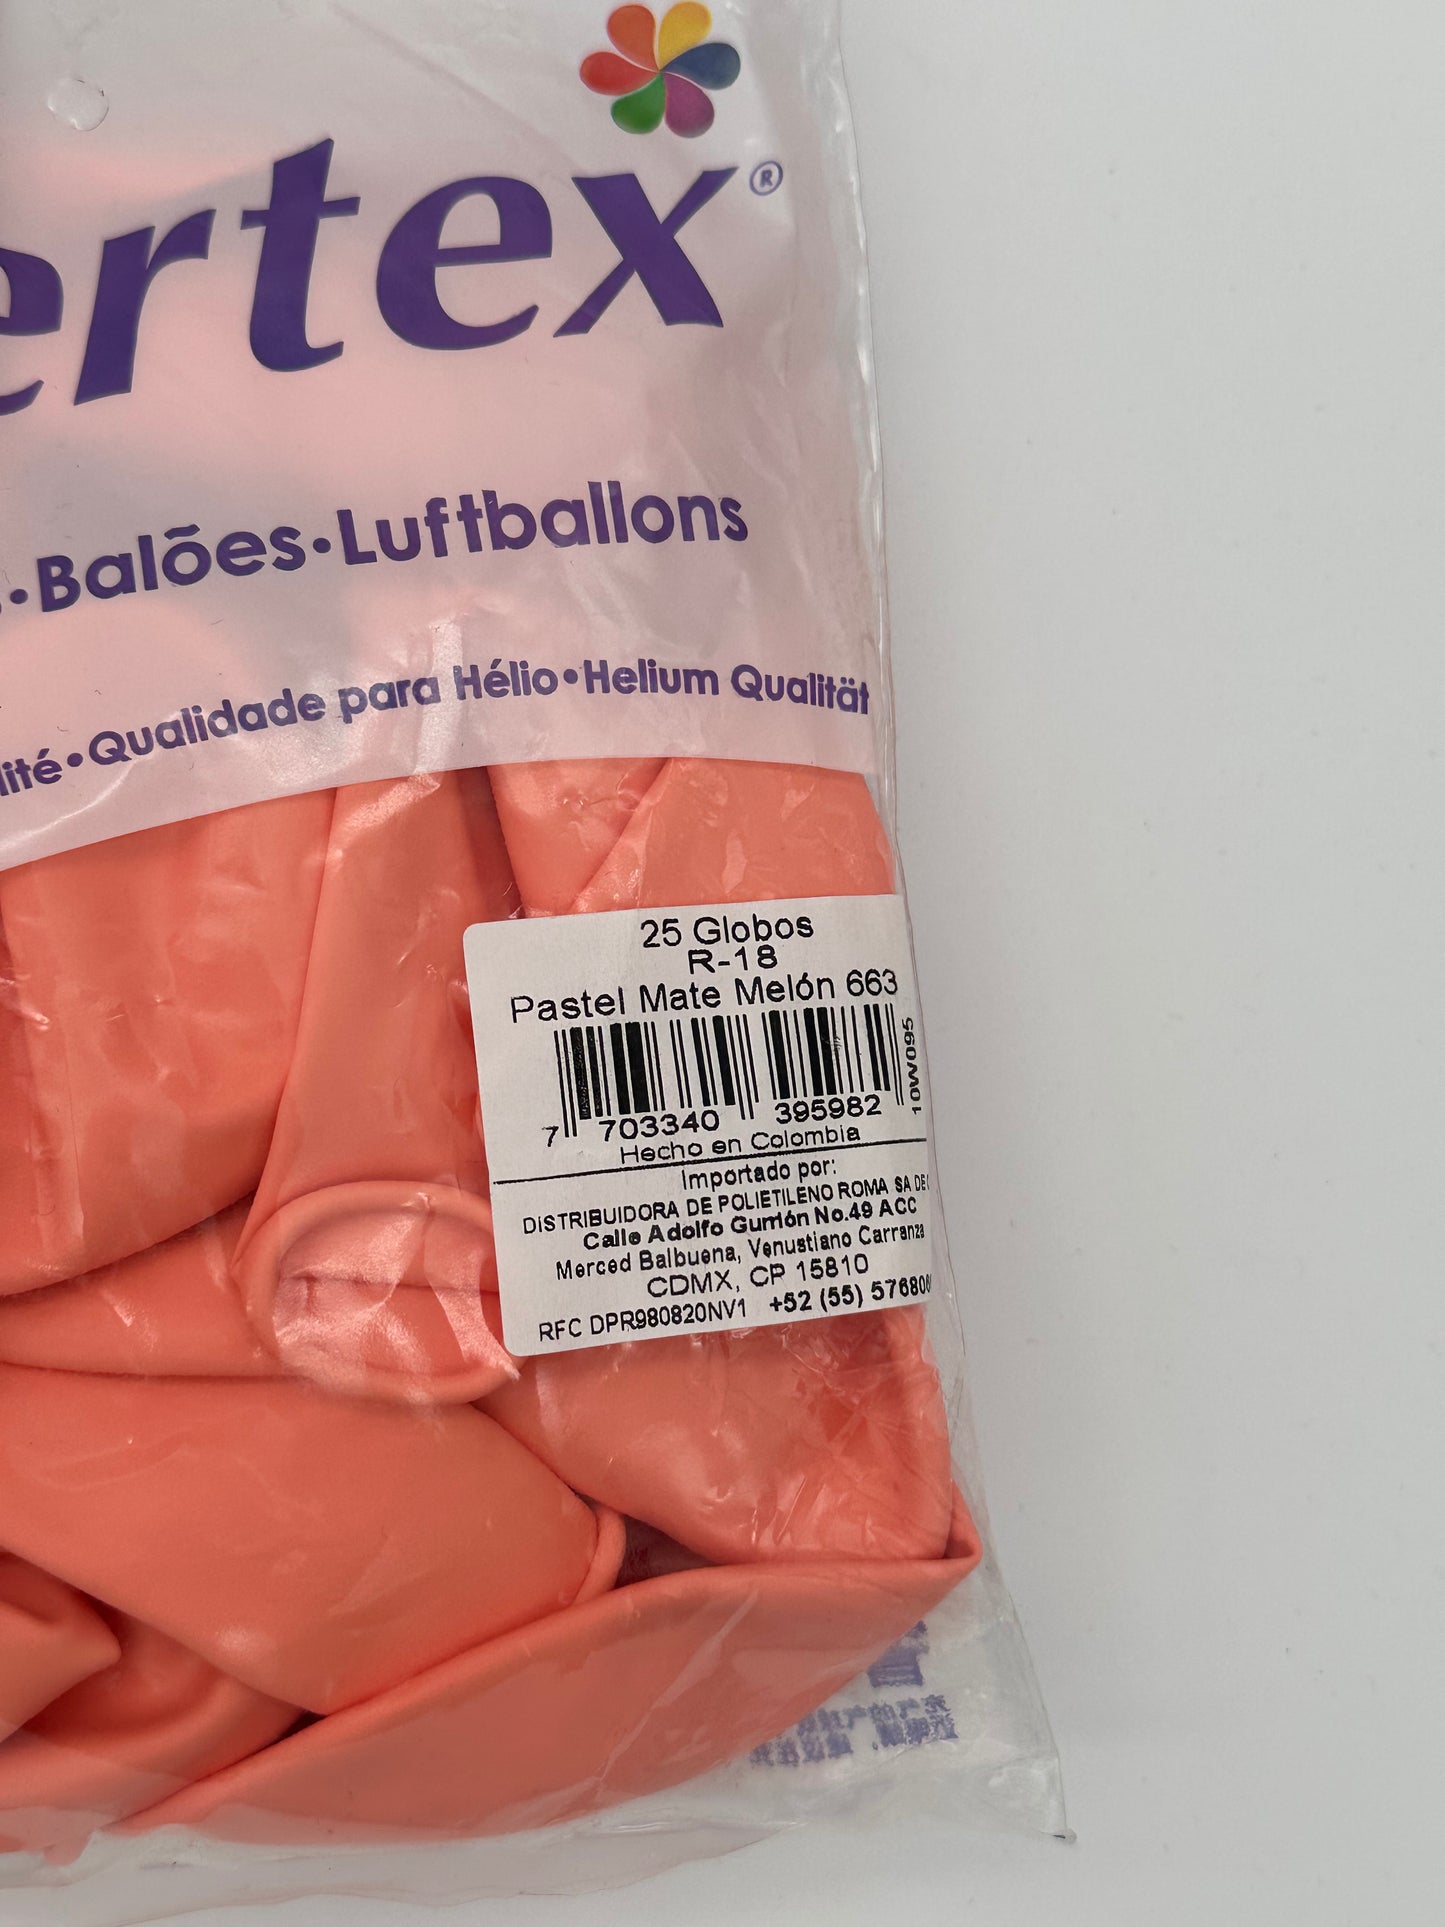 ertex®
Balões • Luftballons
lité • Qualidade para Hélio • Helium Qualität
25 Globos
R-18
Pastel Mate Melón 663
10W095
7 703340 395982
Hecho en Colombia
Importado por:
DISTRIBUIDORA DE POLIETILENO ROMA SA DE
Calle Adolfo Gurrión No.49 ACC
Merced Balbuena, Venustiano Carranza
CDMX, CP 15810
RFC DPR980820NV1 +52 (55) 576806